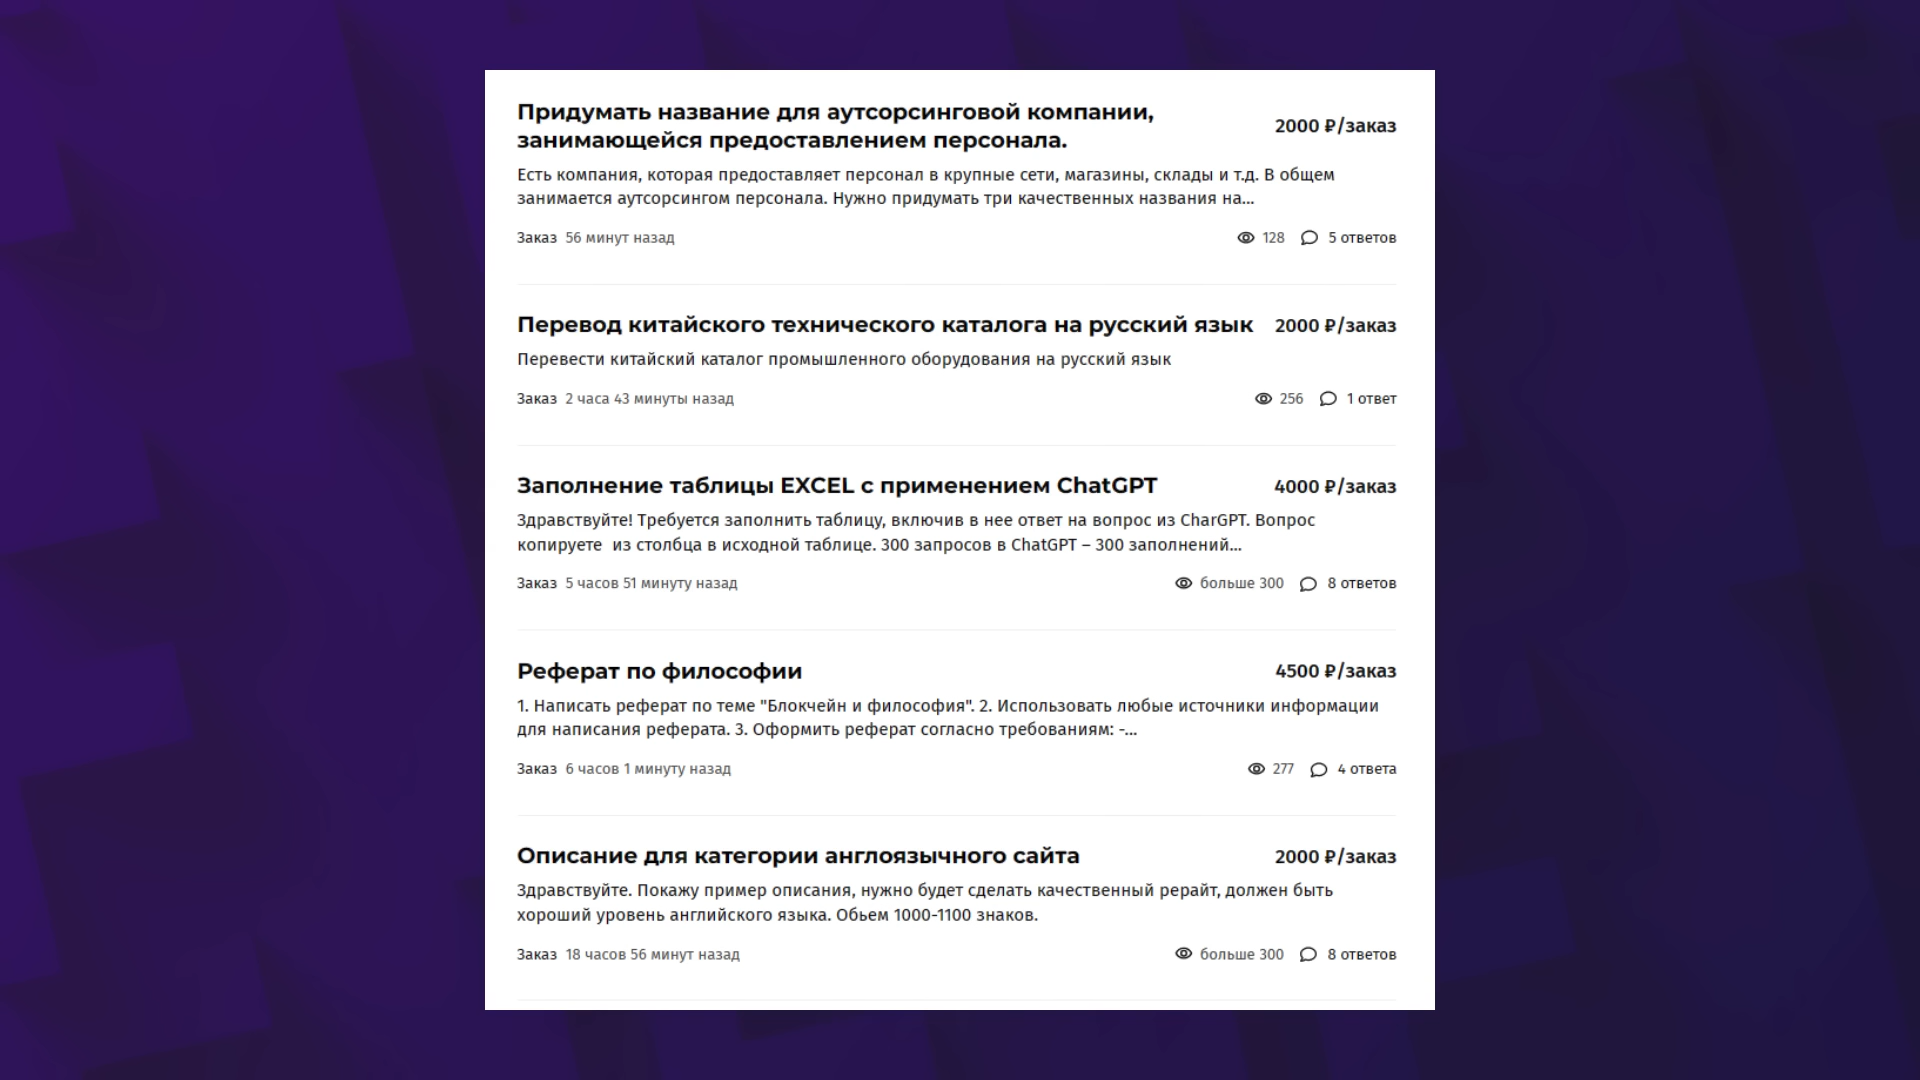 Придумать название для аутсорсинговой компании,
занимающейся предоставлением персонала.
2000 ₽/заказ
Есть компания, которая предоставляет персонал в крупные сети, магазины, склады и т.д. В общем
занимается аутсорсингом персонала. Нужно придумать три качественных названия на...
Заказ 56 минут назад
128 5 ответов
Перевод китайского технического каталога на русский язык 2000 ₽/заказ
Перевести китайский каталог промышленного оборудования на русский язык
Заказ 2 часа 43 минуты назад
256 1 ответ
Заполнение таблицы EXCEL с применением ChatGPT 4000 ₽/заказ
Здравствуйте! Требуется заполнить таблицу, включив в нее ответ на вопрос из CharGPT. Вопрос
копируете  из столбца в исходной таблице. 300 запросов в ChatGPT – 300 заполнений...
Заказ 5 часов 51 минуту назад
больше 300 8 ответов
Реферат по философии 4500 ₽/заказ
1. Написать реферат по теме "Блокчейн и философия". 2. Использовать любые источники информации
для написания реферата. 3. Оформить реферат согласно требованиям: -...
Заказ 6 часов 1 минуту назад
277 4 ответа
Описание для категории англоязычного сайта 2000 ₽/заказ
Здравствуйте. Покажу пример описания, нужно будет сделать качественный рерайт, должен быть
хороший уровень английского языка. Обьем 1000-1100 знаков.
Заказ 18 часов 56 минут назад
больше 300 8 ответов